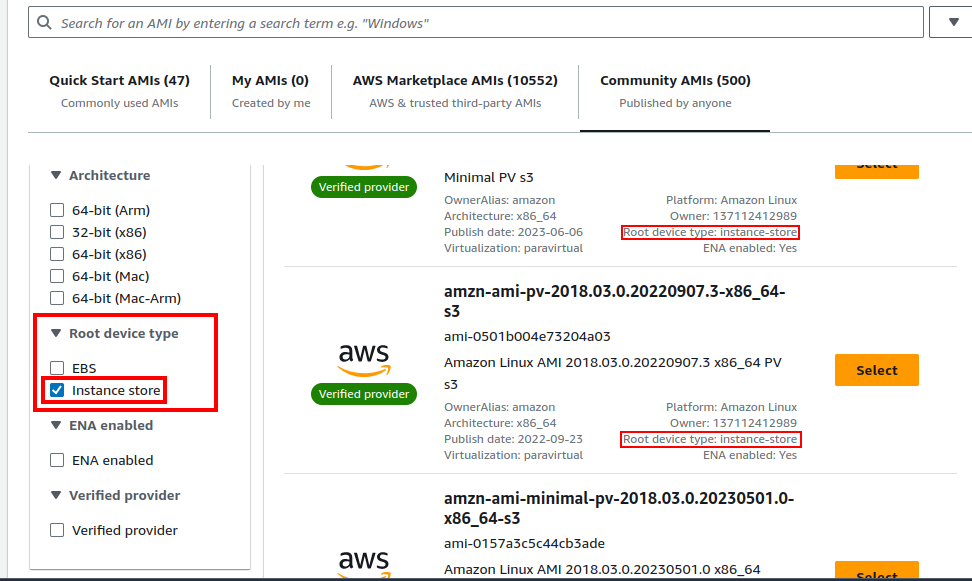 Search for an AMI by entering a search term e.g. "Windows"
Quick Start AMIs (47)
Commonly used AMIs
My AMIs (0)
Created by me
AWS Marketplace AMIs (10552)
AWS & trusted third-party AMIs
Community AMIs (500)
Published by anyone
Architecture
64-bit (Arm)
32-bit (x86)
64-bit (x86)
64-bit (Mac)
64-bit (Mac-Arm)
Root device type
EBS
Instance store
ENA enabled
ENA enabled
Verified provider
Verified provider
Verified provider
Minimal PV s3
OwnerAlias: amazon
Platform: Amazon Linux
Architecture: x86_64
Owner: 137112412989
Publish date: 2023-06-06
Root device type: instance-store
Virtualization: paravirtual
ENA enabled: Yes
Select
amzn-ami-pv-2018.03.0.20220907.3-x86_64-
s3
ami-0501b004e73204a03
aws
Verified provider
Amazon Linux AMI 2018.03.0.20220907.3 x86_64 PV
s3
Select
OwnerAlias: amazon
Platform: Amazon Linux
Architecture: x86_64
Owner: 137112412989
Publish date: 2022-09-23
Root device type: instance-store
Virtualization: paravirtual
ENA enabled: Yes
amzn-ami-minimal-pv-2018.03.0.20230501.0-
x86_64-s3
ami-0157a3c5c44cb3ade
aws
Amazon Linux AMI 2018.03.0.20230501.0 x86_64
Select